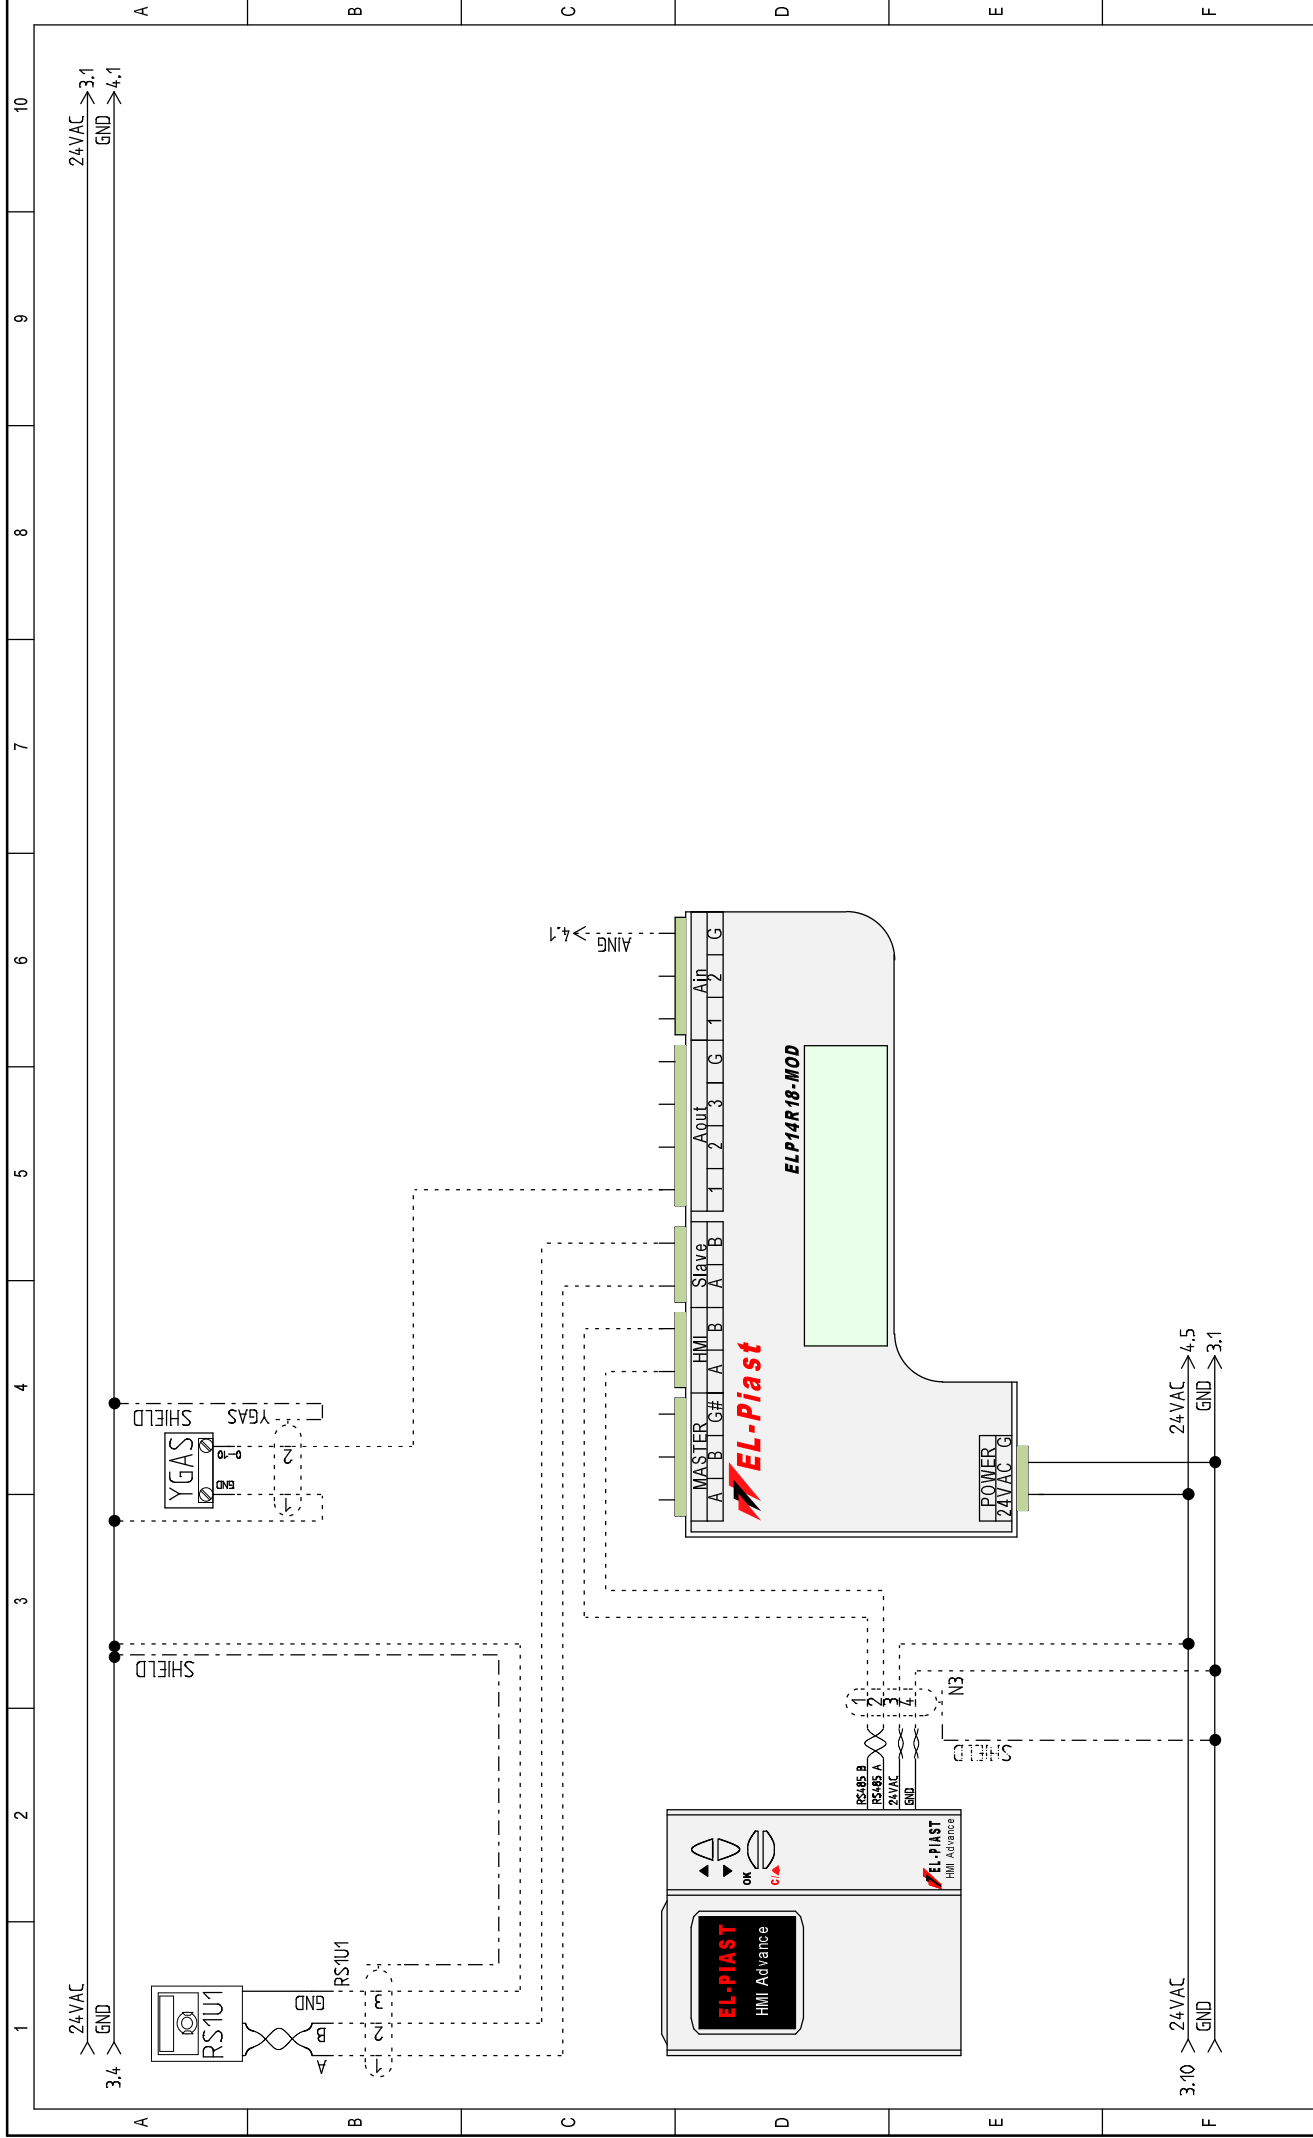 1 2 3 4 5 6 7 8 9 10
A
B
C
D
E
F
A
B
C
D
E
F
24VAC
GND
3.4
24VAC
3.1
GND
4.1
RS1U1
A
B
GND
1 2 3
RS1U1
SHIELD
YGAS
GND
0-10
1 2
YGAS
SHIELD
AING
4.1
MASTER HMI Slave Aout Ain
A B G# A B A B 1 2 3 G 1 2 G
EL-Piast
ELP14R18-MOD
POWER
24VAC G
EL-PIAST
HMI Advance
OK
C/
EL-PIAST
HMI Advance
RS485 B
RS485 A
24VAC
GND
1
2
3
4
N3
SHIELD
3.10
24VAC
GND
24VAC
4.5
GND
3.1